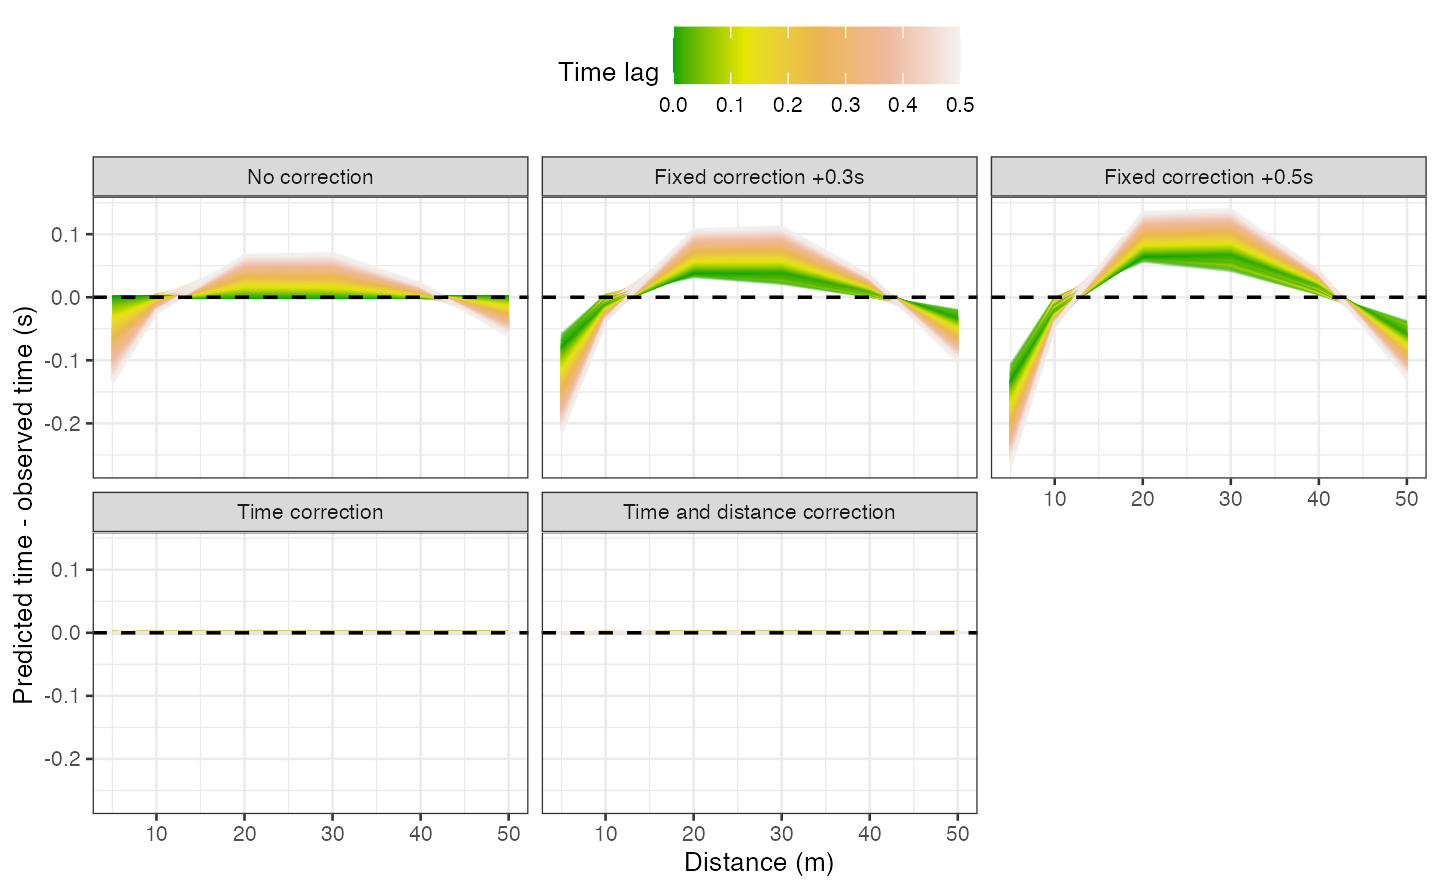 Time lag
0.0 0.1 0.2 0.3 0.4 0.5
No correction
Fixed correction +0.3s
Fixed correction +0.5s
0.1
0.0
-0.1
-0.2
10 20 30 40 50
Time correction
Time and distance correction
0.1
0.0
-0.1
-0.2
10 20 30 40 50
10 20 30 40 50
Distance (m)
Predicted time - observed time (s)